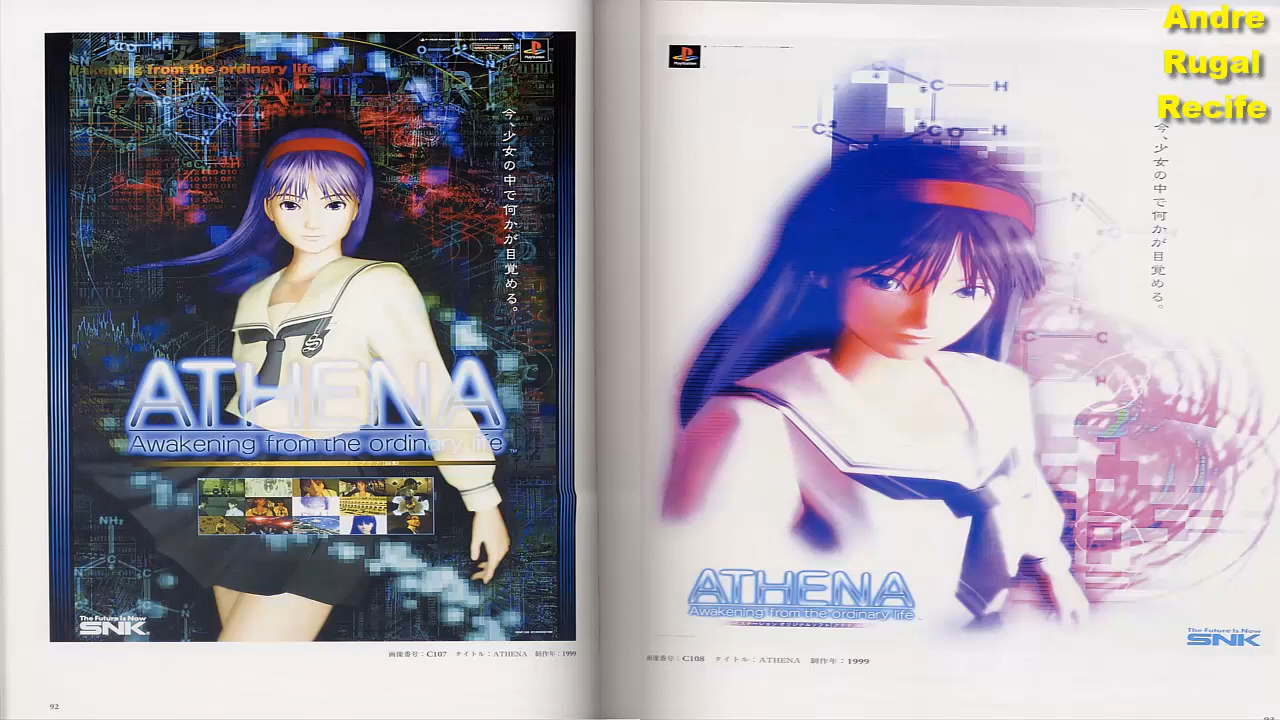 Andre
Rugal
Recife
Awakening from the ordinary life
PlayStation
今、少女の中で何かが目覚める。
ATHENA
Awakening from the ordinary life
NH₂
The Future Is Now
SNK
画像番号：C107 タイトル：ATHENA 制作年：1999
92
PlayStation
今、少女の中で何かが目覚める。
ATHENA
Awakening from the ordinary life
The Future Is Now
SNK
画像番号：C108 タイトル：ATHENA 制作年：1999